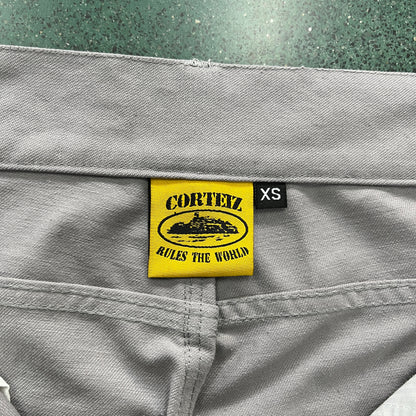 CORTEIZ
RULES THE WORLD
XS